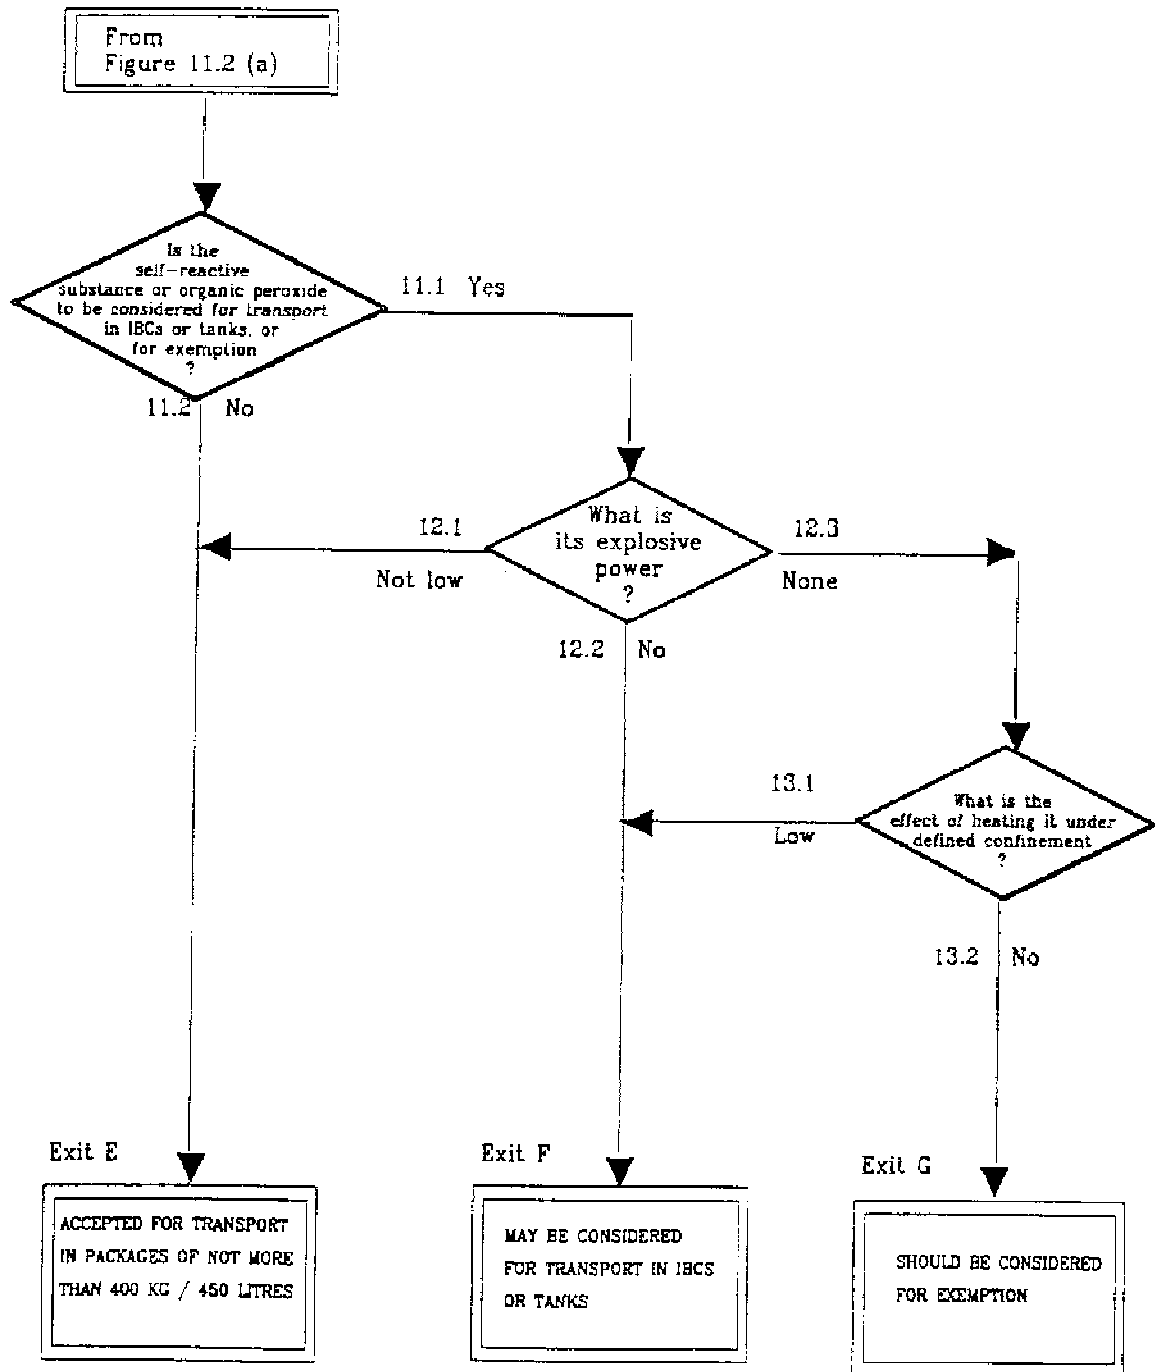 From
Figure 11.2 (a)
Is the
self-reactive
substance or organic peroxide
to be considered for transport
in IBCs or tanks, or
for exemption
?
11.1 Yes
11.2 No
What is
its explosive
power
?
12.1
Not low
12.3
None
12.2 No
What is the
effect of heating it under
defined confinement
?
13.1
Low
13.2 No
Exit E
ACCEPTED FOR TRANSPORT
IN PACKAGES OF NOT MORE
THAN 400 KG / 450 LITRES
Exit F
MAY BE CONSIDERED
FOR TRANSPORT IN IBCS
OR TANKS
Exit G
SHOULD BE CONSIDERED
FOR EXEMPTION